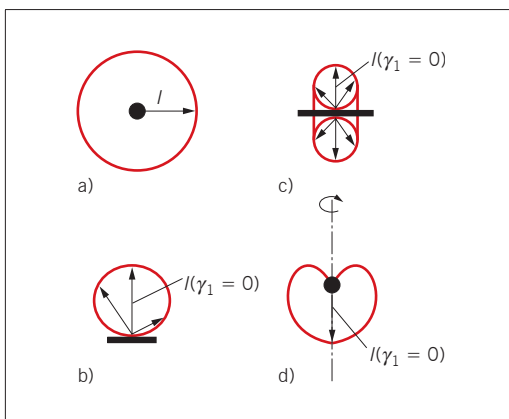 I
a)
I(γ₁ = 0)
c)
I(γ₁ = 0)
b)
I(γ₁ = 0)
d)